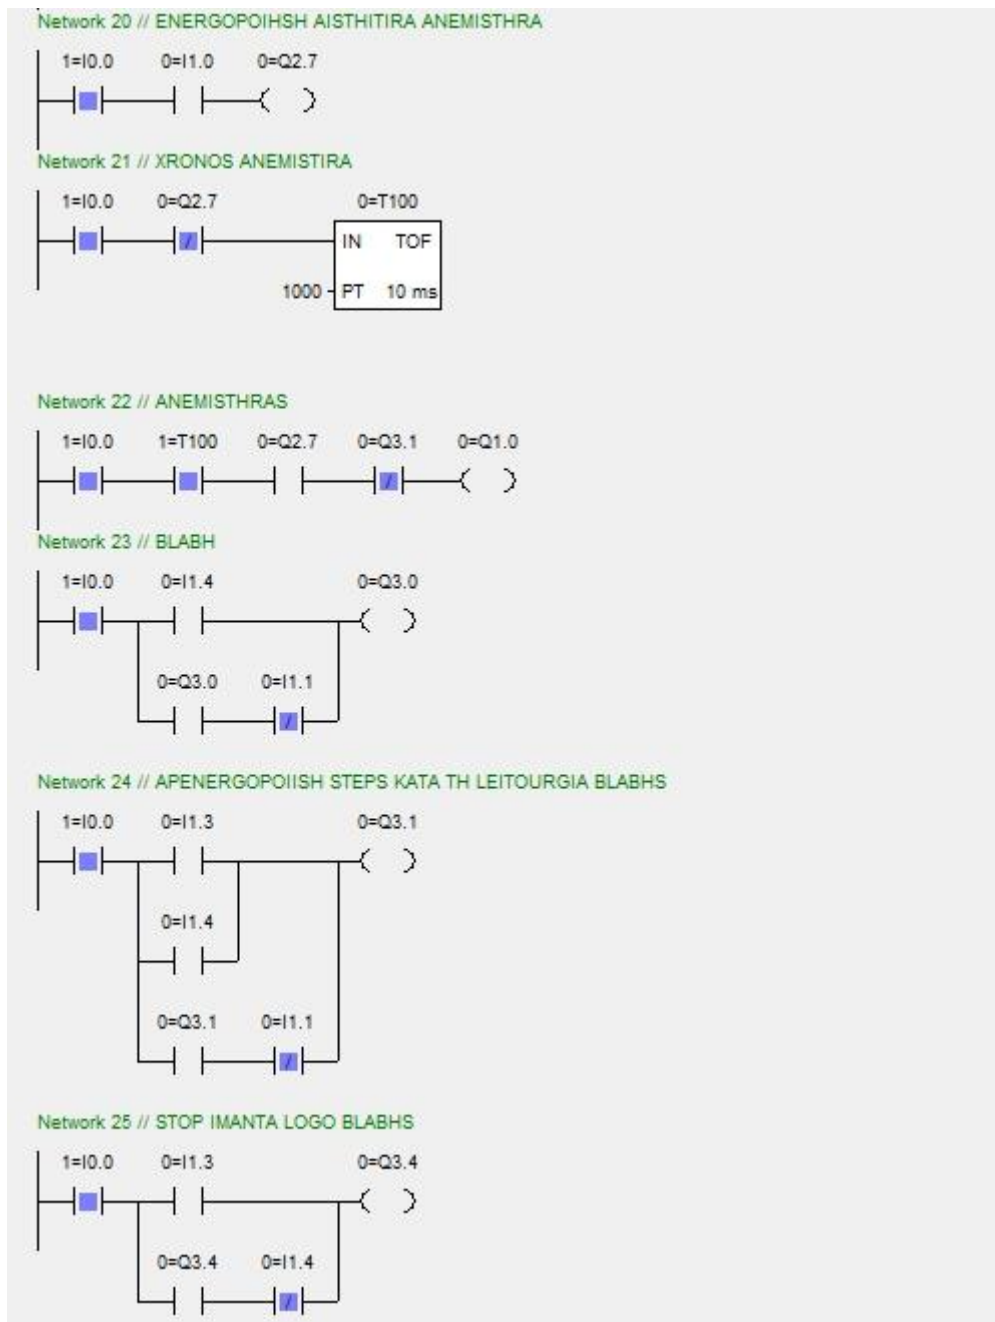 Network 20 // ENERGOPOIHSH AISTHITIRA ANEMISTHRA
1=I0.0 0=I1.0 0=Q2.7
Network 21 // XRONOS ANEMISTIRA
1=I0.0 0=Q2.7 0=T100
IN TOF
1000 PT 10 ms
Network 22 // ANEMISTHRAS
1=I0.0 1=T100 0=Q2.7 0=Q3.1 0=Q1.0
Network 23 // BLABH
1=I0.0 0=I1.4 0=Q3.0
0=Q3.0 0=I1.1
Network 24 // APENERGOPOIISH STEPS KATA TH LEITOURGIA BLABHS
1=I0.0 0=I1.3 0=Q3.1
0=I1.4
0=Q3.1 0=I1.1
Network 25 // STOP IMANTA LOGO BLABHS
1=I0.0 0=I1.3 0=Q3.4
0=Q3.4 0=I1.4